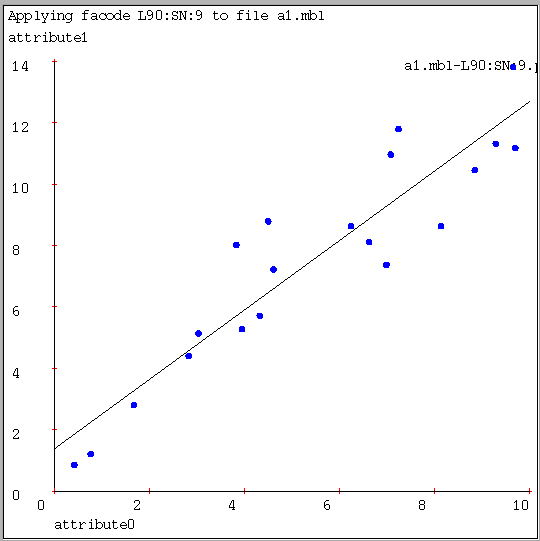 Applying facode L90:SN:9 to file a1.mbl
attribute1
a1.mbl-L90:SN:9.p
14
12
10
8
6
4
2
0
0 2 4 6 8 10
attribute0